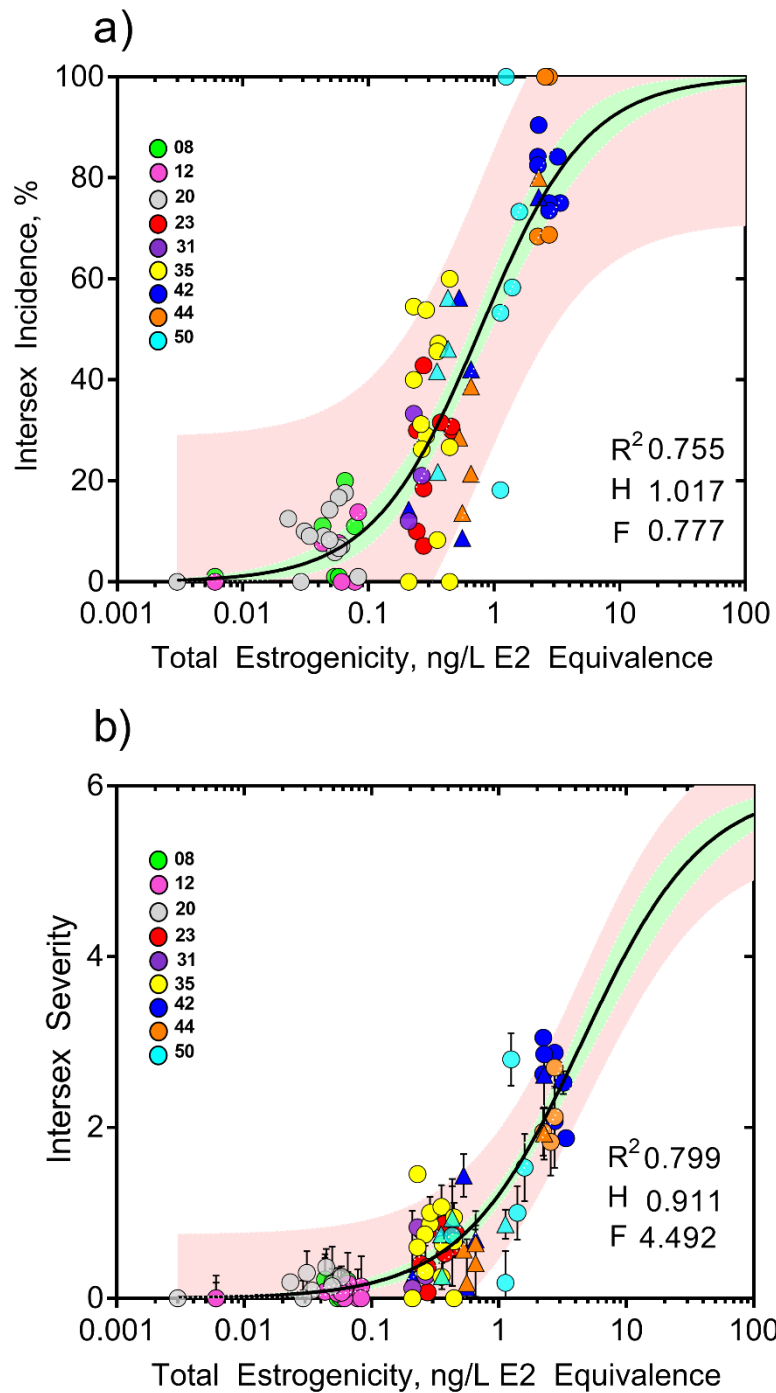 a)
100
80
60
40
20
0
Intersex Incidence, %
08
12
20
23
31
35
42
44
50
R² 0.755
H 1.017
F 0.777
0.001 0.01 0.1 1 10 100
Total Estrogenicity, ng/L E2 Equivalence
b)
6
4
2
0
Intersex Severity
08
12
20
23
31
35
42
44
50
R² 0.799
H 0.911
F 4.492
0.001 0.01 0.1 1 10 100
Total Estrogenicity, ng/L E2 Equivalence